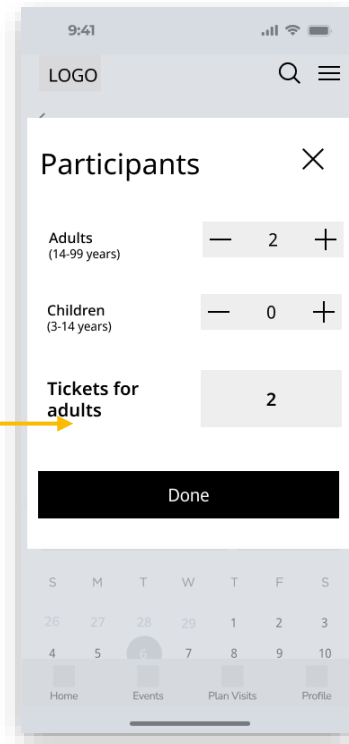 9:41
LOGO
Participants
Adults
(14-99 years)
2
Children
(3-14 years)
0
Tickets for
adults
2
Done
S M T W T F S
26 27 28 29 1 2 3
4 5 6 7 8 9 10
Home Events Plan Visits Profile